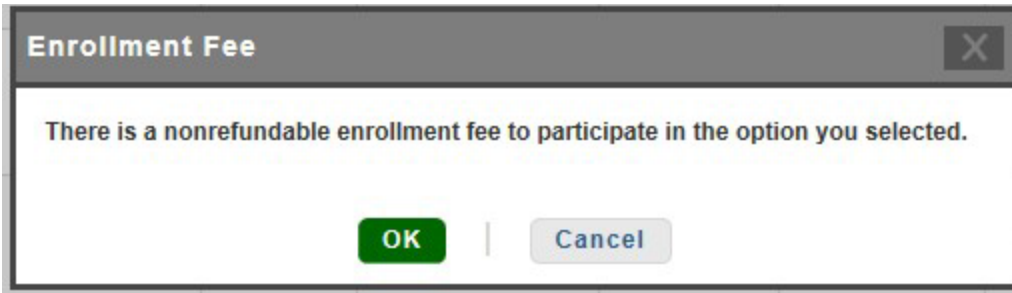 Enrollment Fee X
There is a nonrefundable enrollment fee to participate in the option you selected.
OK | Cancel